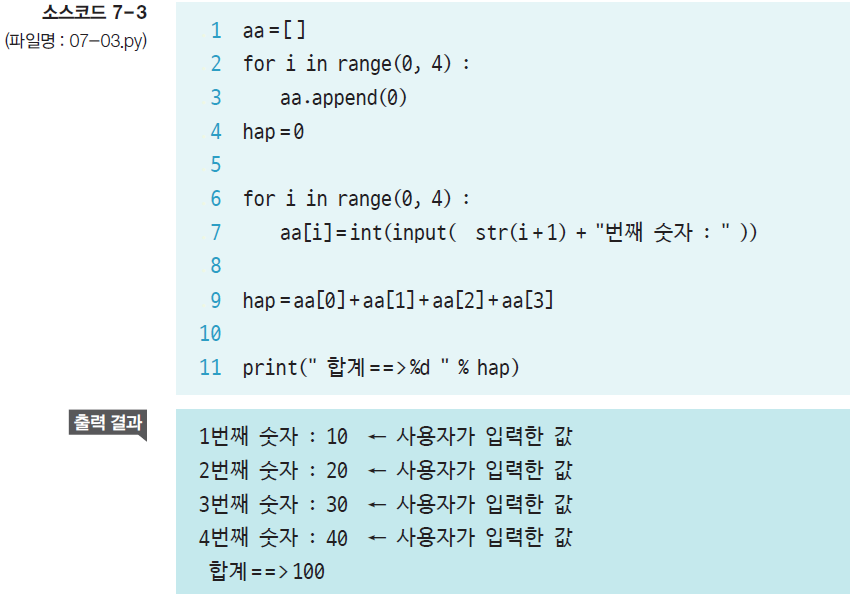 소스코드 7-3
(파일명 : 07-03.py)
1 aa=[]
2 for i in range(0, 4) :
3     aa.append(0)
4 hap=0
5
6 for i in range(0, 4) :
7     aa[i]=int(input( str(i+1) + "번째 숫자 : " ))
8
9 hap=aa[0]+aa[1]+aa[2]+aa[3]
10
11 print(" 합계==>%d " % hap)
출력 결과
1번째 숫자 : 10 ← 사용자가 입력한 값
2번째 숫자 : 20 ← 사용자가 입력한 값
3번째 숫자 : 30 ← 사용자가 입력한 값
4번째 숫자 : 40 ← 사용자가 입력한 값
합계==>100